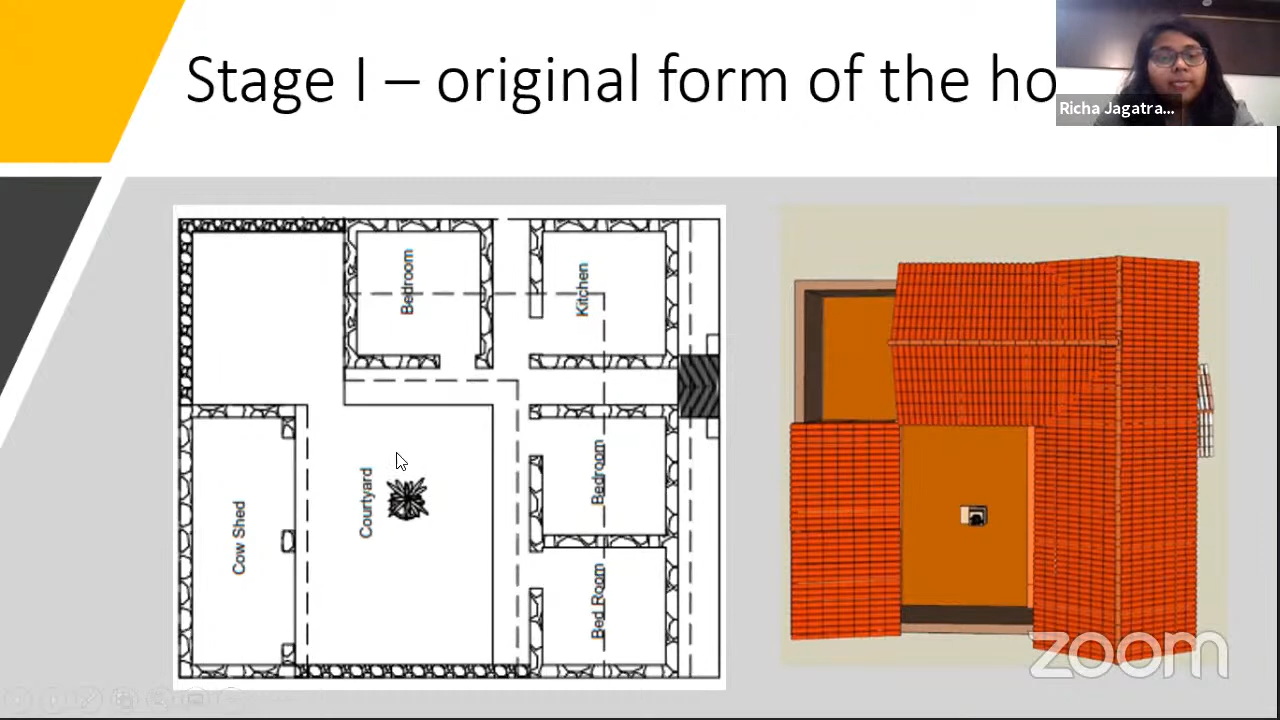 Stage I – original form of the ho
Richa Jagatra...
Bedroom
Kitchen
Cow Shed
Courtyard
Bedroom
Bed Room
zoom